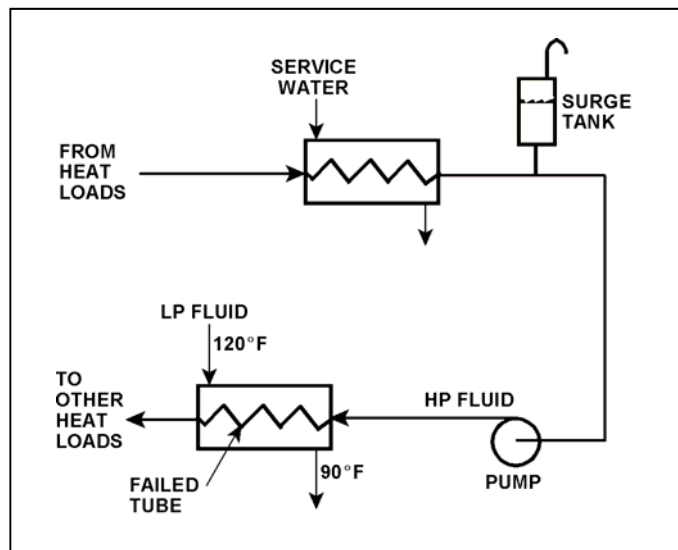 SERVICE
WATER
SURGE
TANK
FROM
HEAT
LOADS
LP FLUID
120°F
TO
OTHER
HEAT
LOADS
HP FLUID
90°F
FAILED
TUBE
PUMP